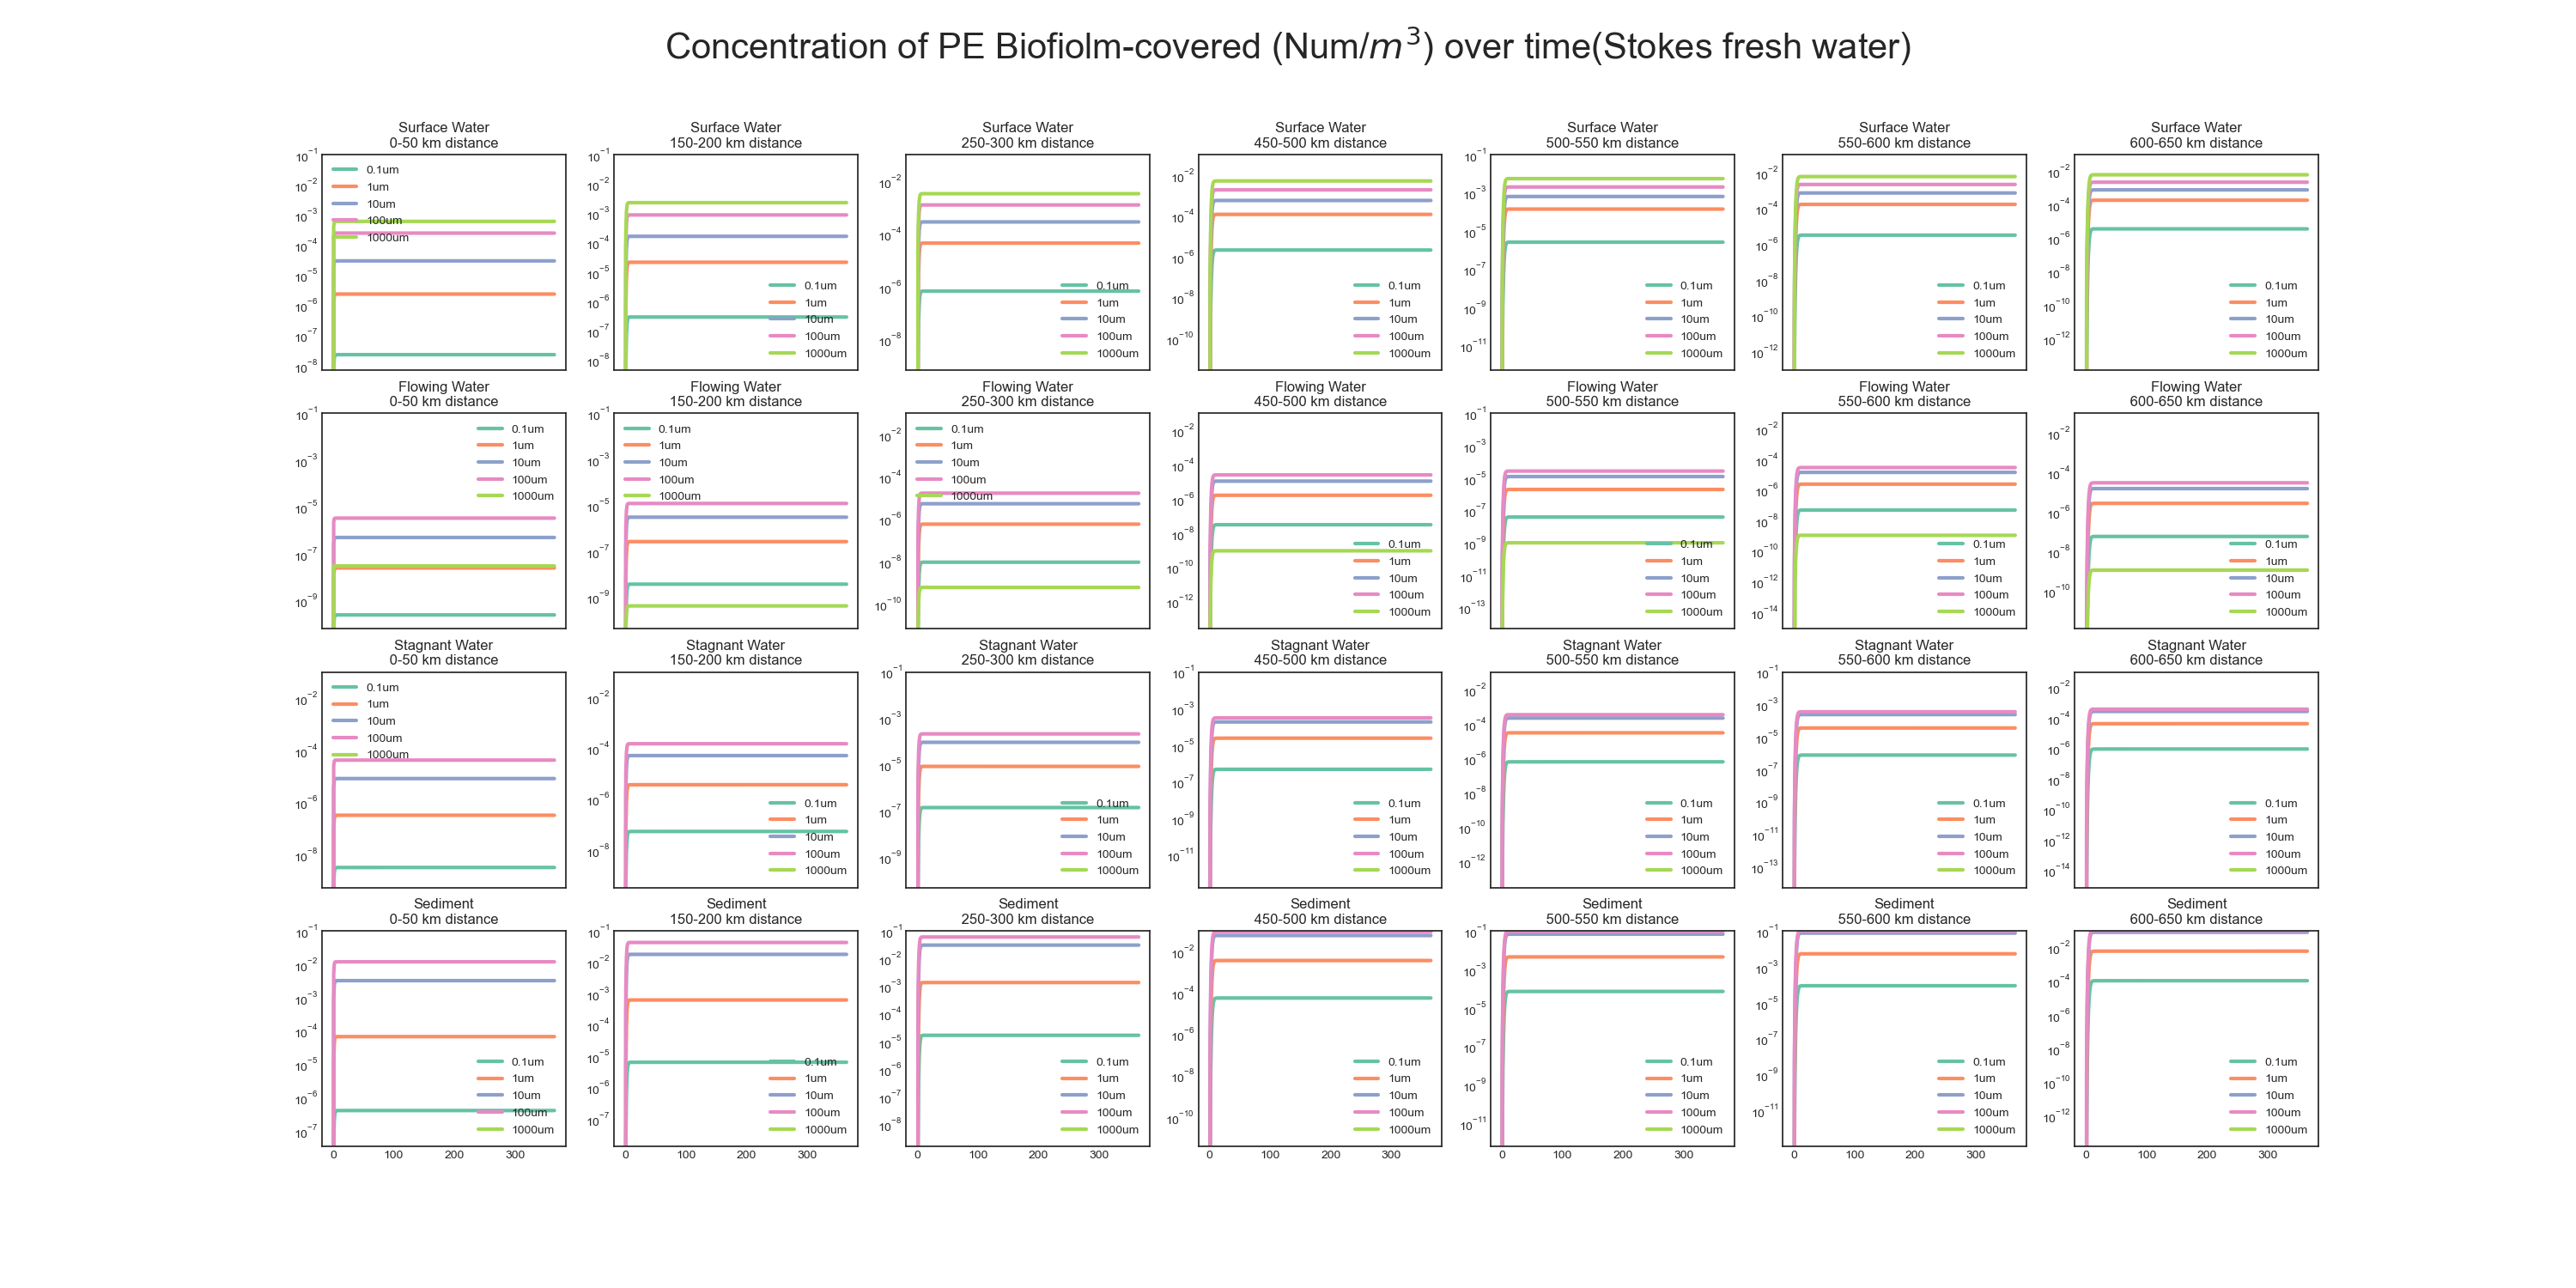 Concentration of PE Biofiolm-covered (Num/m³) over time(Stokes fresh water)
Surface Water
0-50 km distance
10⁻¹
10⁻²
10⁻³
10⁻⁴
10⁻⁵
10⁻⁶
10⁻⁷
10⁻⁸
0.1um
1um
10um
100um
1000um
Surface Water
150-200 km distance
10⁻¹
10⁻²
10⁻³
10⁻⁴
10⁻⁵
10⁻⁶
10⁻⁷
10⁻⁸
0.1um
1um
10um
100um
1000um
Surface Water
250-300 km distance
10⁻²
10⁻⁴
10⁻⁶
10⁻⁸
0.1um
1um
10um
100um
1000um
Surface Water
450-500 km distance
10⁻²
10⁻⁴
10⁻⁶
10⁻⁸
10⁻¹⁰
0.1um
1um
10um
100um
1000um
Surface Water
500-550 km distance
10⁻¹
10⁻³
10⁻⁵
10⁻⁷
10⁻⁹
10⁻¹¹
0.1um
1um
10um
100um
1000um
Surface Water
550-600 km distance
10⁻²
10⁻⁴
10⁻⁶
10⁻⁸
10⁻¹⁰
10⁻¹²
0.1um
1um
10um
100um
1000um
Surface Water
600-650 km distance
10⁻²
10⁻⁴
10⁻⁶
10⁻⁸
10⁻¹⁰
10⁻¹²
0.1um
1um
10um
100um
1000um
Flowing Water
0-50 km distance
10⁻¹
10⁻³
10⁻⁵
10⁻⁷
10⁻⁹
0.1um
1um
10um
100um
1000um
Flowing Water
150-200 km distance
10⁻¹
10⁻³
10⁻⁵
10⁻⁷
10⁻⁹
0.1um
1um
10um
100um
1000um
Flowing Water
250-300 km distance
10⁻²
10⁻⁴
10⁻⁶
10⁻⁸
10⁻¹⁰
0.1um
1um
10um
100um
1000um
Flowing Water
450-500 km distance
10⁻²
10⁻⁴
10⁻⁶
10⁻⁸
10⁻¹⁰
10⁻¹²
0.1um
1um
10um
100um
1000um
Flowing Water
500-550 km distance
10⁻¹
10⁻³
10⁻⁵
10⁻⁷
10⁻⁹
10⁻¹¹
10⁻¹³
0.1um
1um
10um
100um
1000um
Flowing Water
550-600 km distance
10⁻²
10⁻⁴
10⁻⁶
10⁻⁸
10⁻¹⁰
10⁻¹²
10⁻¹⁴
0.1um
1um
10um
100um
1000um
Flowing Water
600-650 km distance
10⁻²
10⁻⁴
10⁻⁶
10⁻⁸
10⁻¹⁰
0.1um
1um
10um
100um
1000um
Stagnant Water
0-50 km distance
10⁻²
10⁻⁴
10⁻⁶
10⁻⁸
0.1um
1um
10um
100um
1000um
Stagnant Water
150-200 km distance
10⁻²
10⁻⁴
10⁻⁶
10⁻⁸
0.1um
1um
10um
100um
1000um
Stagnant Water
250-300 km distance
10⁻¹
10⁻³
10⁻⁵
10⁻⁷
10⁻⁹
0.1um
1um
10um
100um
1000um
Stagnant Water
450-500 km distance
10⁻¹
10⁻³
10⁻⁵
10⁻⁷
10⁻⁹
10⁻¹¹
0.1um
1um
10um
100um
1000um
Stagnant Water
500-550 km distance
10⁻²
10⁻⁴
10⁻⁶
10⁻⁸
10⁻¹⁰
10⁻¹²
0.1um
1um
10um
100um
1000um
Stagnant Water
550-600 km distance
10⁻¹
10⁻³
10⁻⁵
10⁻⁷
10⁻⁹
10⁻¹¹
10⁻¹³
0.1um
1um
10um
100um
1000um
Stagnant Water
600-650 km distance
10⁻²
10⁻⁴
10⁻⁶
10⁻⁸
10⁻¹⁰
10⁻¹²
10⁻¹⁴
0.1um
1um
10um
100um
1000um
Sediment
0-50 km distance
10⁻¹
10⁻²
10⁻³
10⁻⁴
10⁻⁵
10⁻⁶
10⁻⁷
0.1um
1um
10um
100um
1000um
0 100 200 300
Sediment
150-200 km distance
10⁻¹
10⁻²
10⁻³
10⁻⁴
10⁻⁵
10⁻⁶
10⁻⁷
0.1um
1um
10um
100um
1000um
0 100 200 300
Sediment
250-300 km distance
10⁻¹
10⁻²
10⁻³
10⁻⁴
10⁻⁵
10⁻⁶
10⁻⁷
10⁻⁸
0.1um
1um
10um
100um
1000um
0 100 200 300
Sediment
450-500 km distance
10⁻²
10⁻⁴
10⁻⁶
10⁻⁸
10⁻¹⁰
0.1um
1um
10um
100um
1000um
0 100 200 300
Sediment
500-550 km distance
10⁻¹
10⁻³
10⁻⁵
10⁻⁷
10⁻⁹
10⁻¹¹
0.1um
1um
10um
100um
1000um
0 100 200 300
Sediment
550-600 km distance
10⁻¹
10⁻³
10⁻⁵
10⁻⁷
10⁻⁹
10⁻¹¹
0.1um
1um
10um
100um
1000um
0 100 200 300
Sediment
600-650 km distance
10⁻²
10⁻⁴
10⁻⁶
10⁻⁸
10⁻¹⁰
10⁻¹²
0.1um
1um
10um
100um
1000um
0 100 200 300